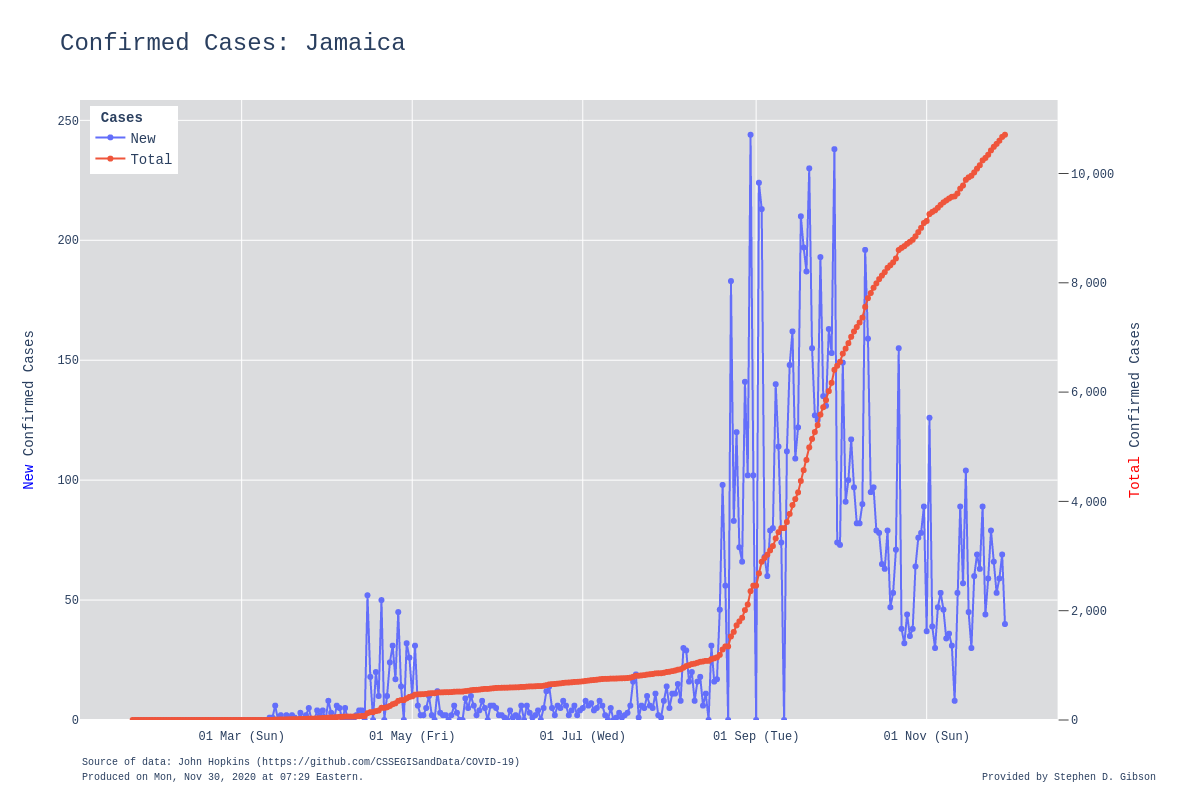 Confirmed Cases: Jamaica
Cases
New
Total
250
200
150
100
50
0
10,000
8,000
6,000
4,000
2,000
0
New Confirmed Cases
Total Confirmed Cases
01 Mar (Sun)
01 May (Fri)
01 Jul (Wed)
01 Sep (Tue)
01 Nov (Sun)
Source of data: John Hopkins (https://github.com/CSSEGISandData/COVID-19)
Produced on Mon, Nov 30, 2020 at 07:29 Eastern.
Provided by Stephen D. Gibson